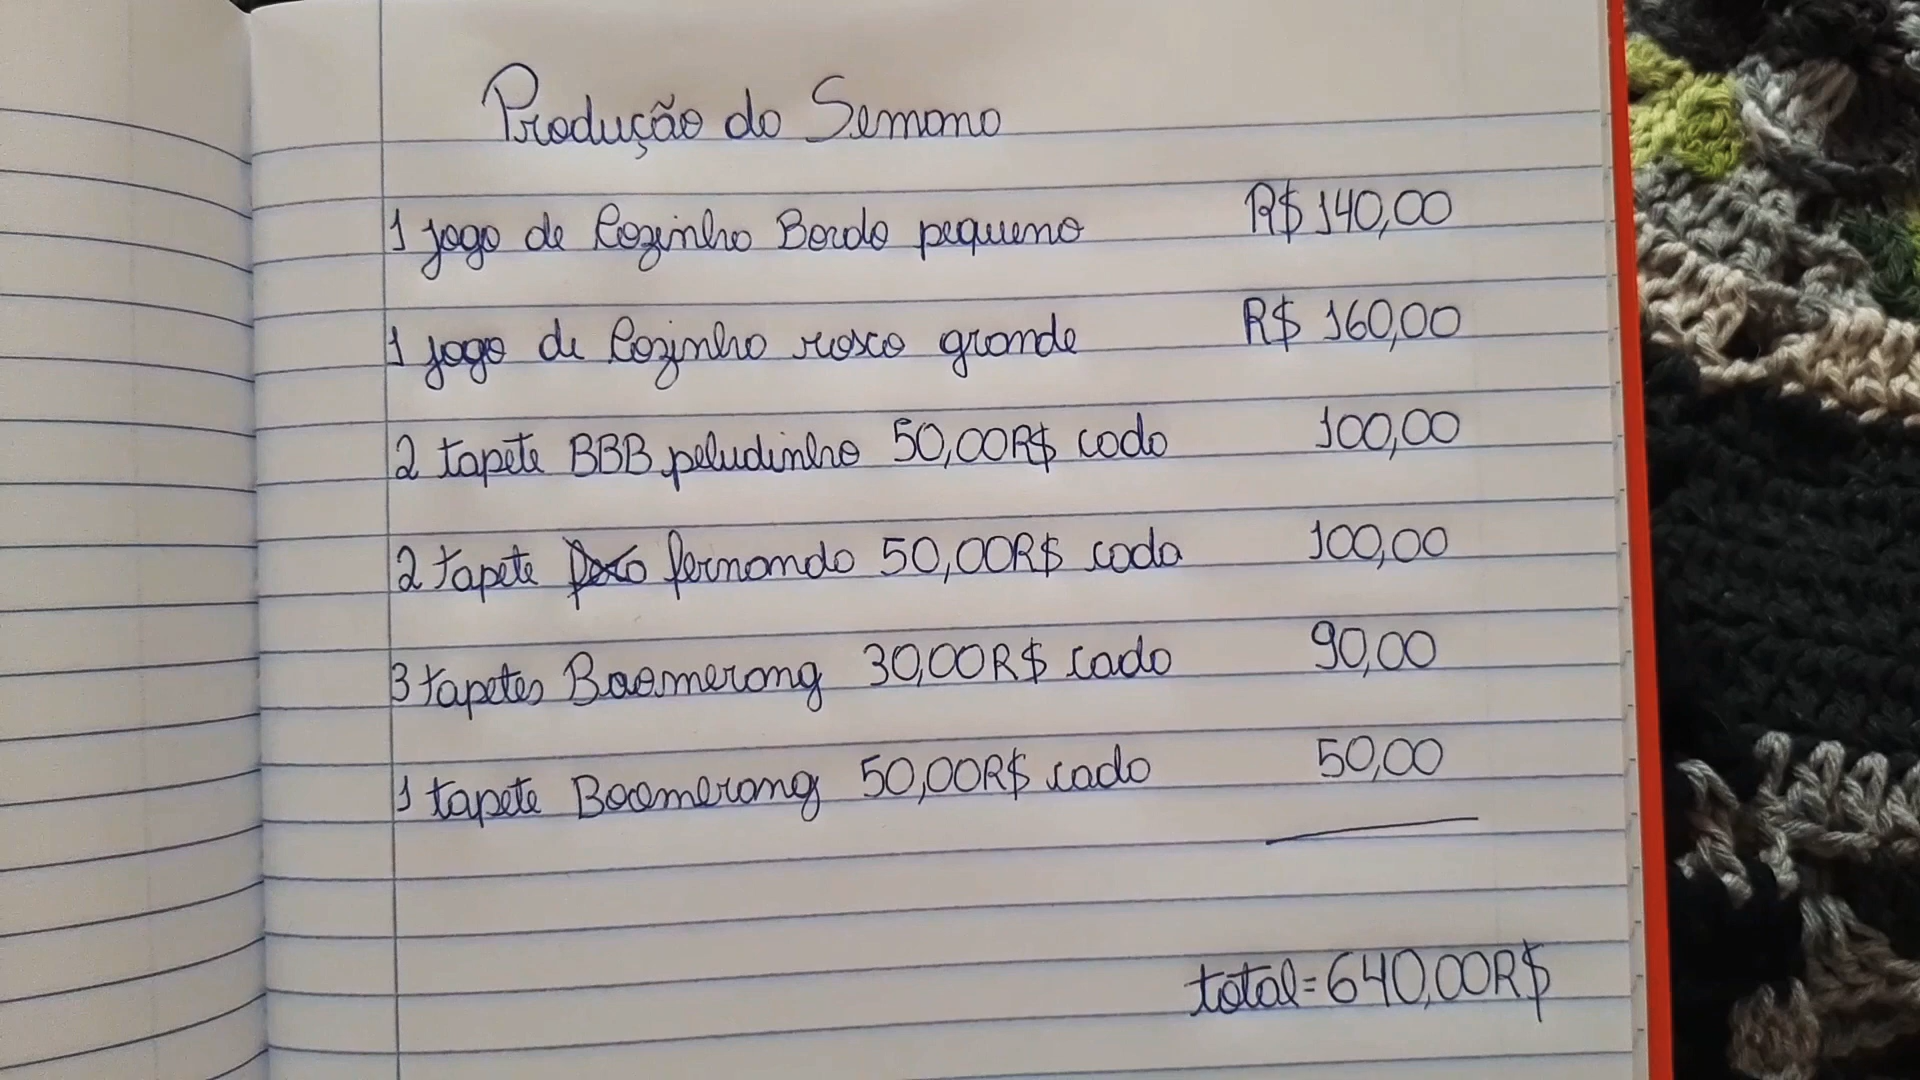 Produção da Semana
1 jogo de Cozinha Borda pequeno R$ 140,00
1 jogo de Cozinha rosca grande R$ 160,00
2 tapete BBB peludinho 50,00R$ cada 100,00
2 tapete fernanda 50,00R$ cada 100,00
3 tapetes Boomerang 30,00R$ cada 90,00
1 tapete Boomerang 50,00R$ cada 50,00
total=640,00R$